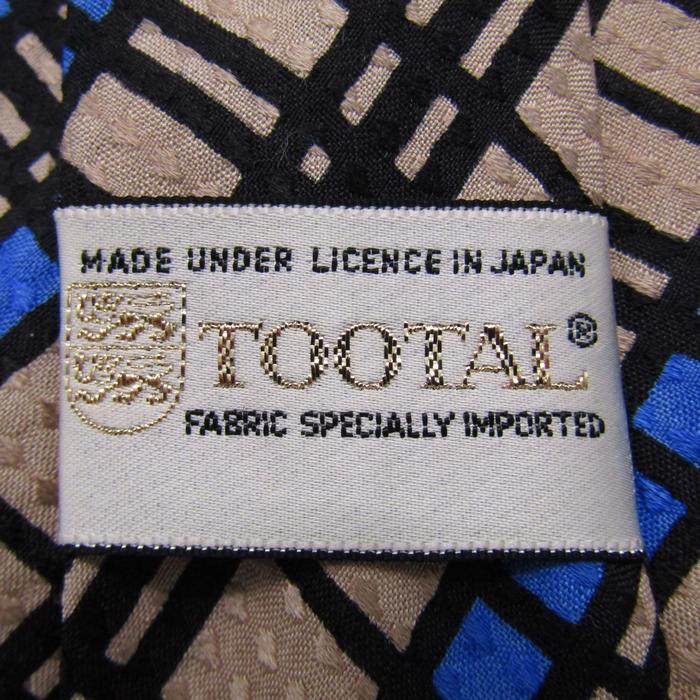 MADE UNDER LICENCE IN JAPAN
TOOTAL®
FABRIC SPECIALLY IMPORTED